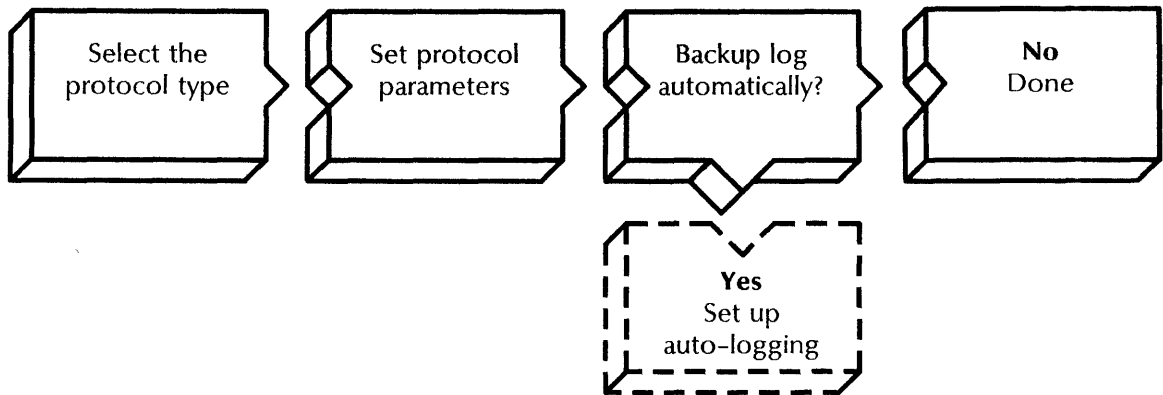 Select the
protocol type
Set protocol
parameters
Backup log
automatically?
No
Done
Yes
Set up
auto-logging